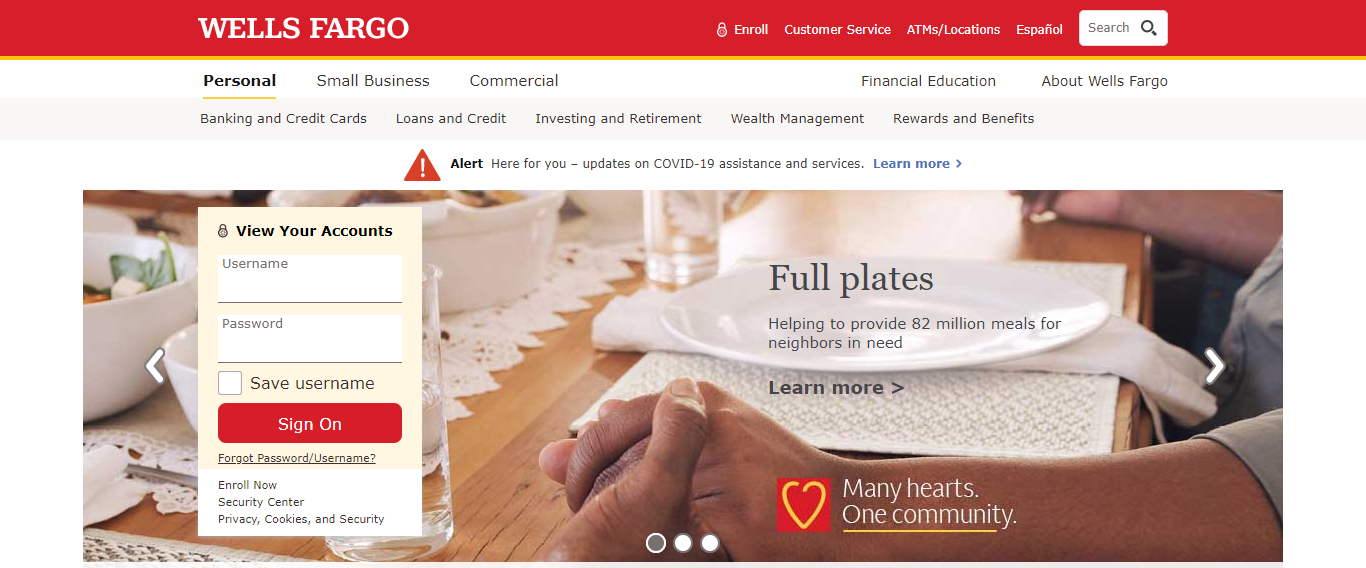 WELLS FARGO
Enroll Customer Service ATMs/Locations Español Search
Personal Small Business Commercial Financial Education About Wells Fargo
Banking and Credit Cards Loans and Credit Investing and Retirement Wealth Management Rewards and Benefits
Alert Here for you – updates on COVID-19 assistance and services. Learn more >
View Your Accounts
Username
Password
Save username
Sign On
Forgot Password/Username?
Enroll Now
Security Center
Privacy, Cookies, and Security
Full plates
Helping to provide 82 million meals for
neighbors in need
Learn more >
Many hearts.
One community.